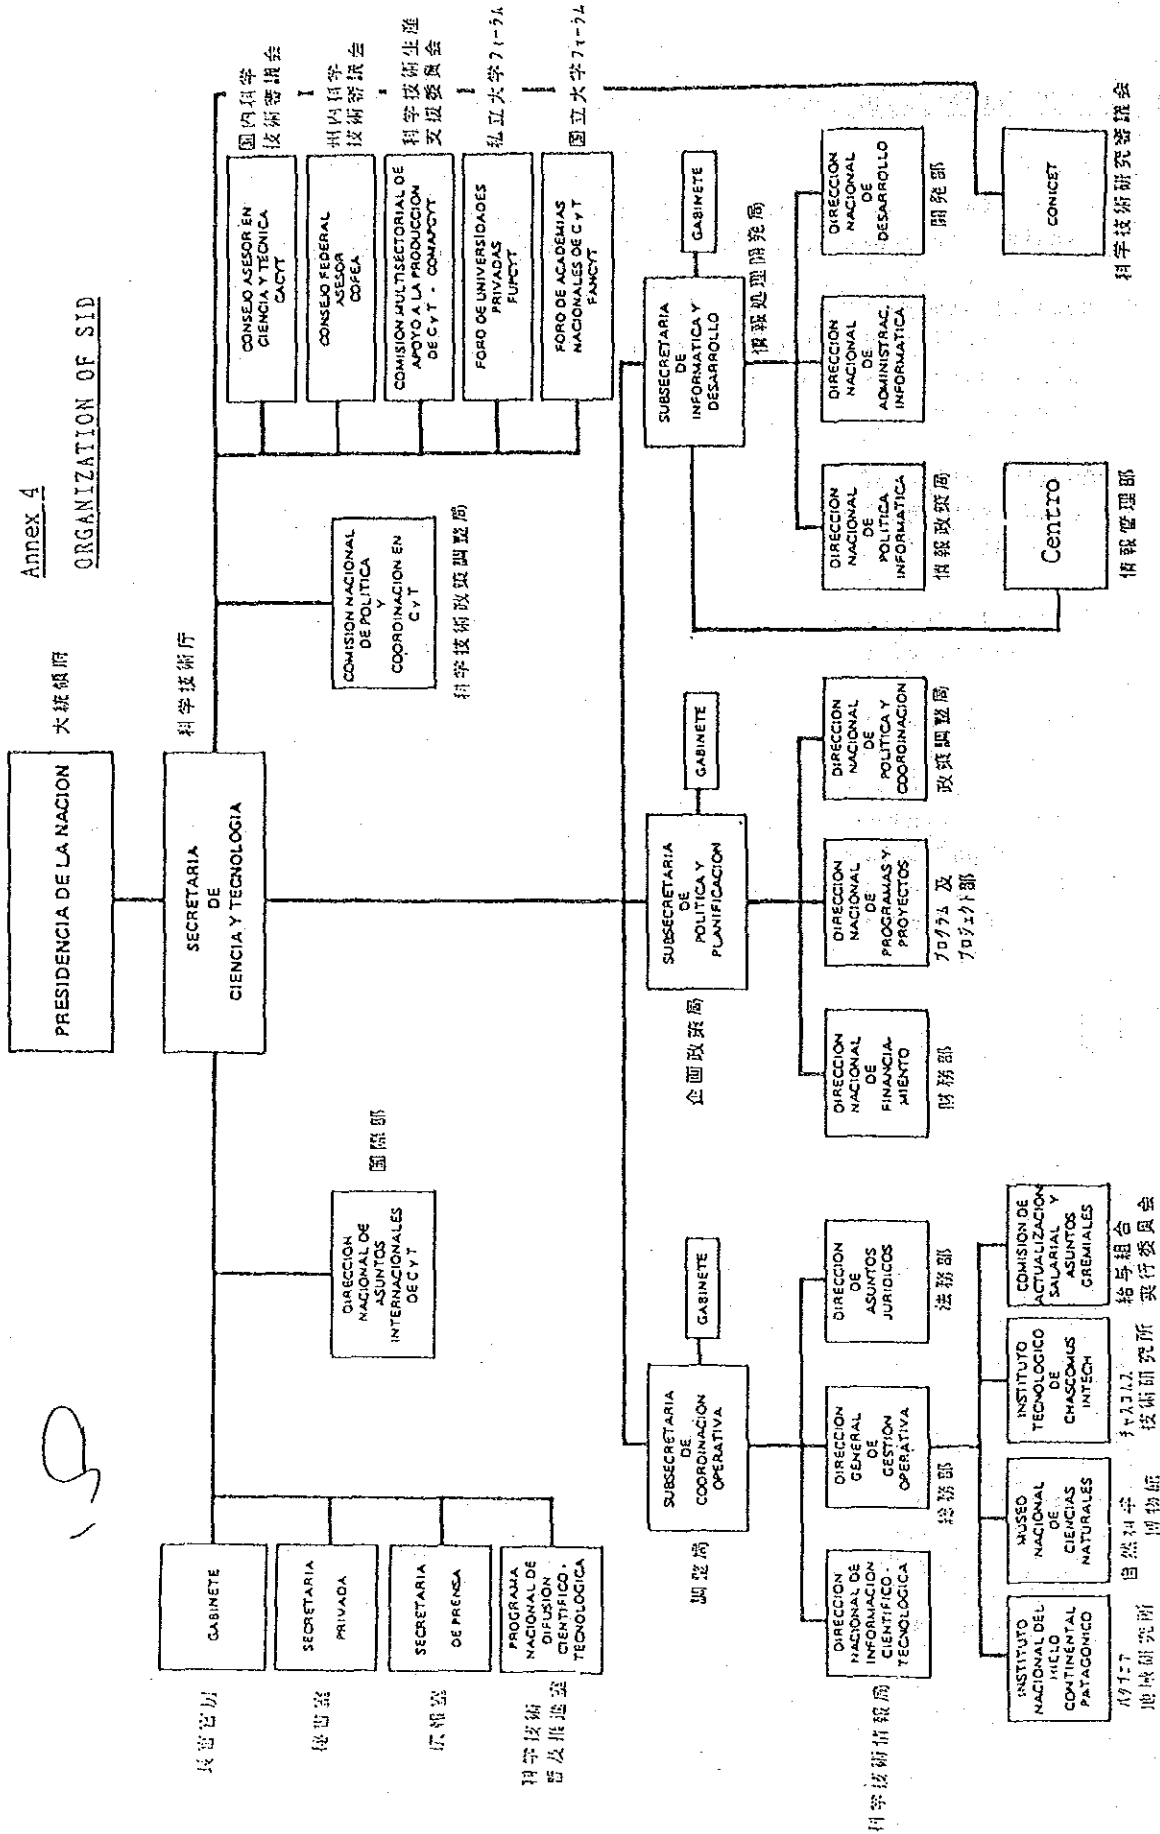 Annex 4
ORGANIZATION OF SID
PRESIDENCIA DE LA NACION
大統領府
SECRETARIA
DE
CIENCIA Y TECNOLOGIA
科学技術庁
GABINETE
長官官房
SECRETARIA
PRIVADA
秘書室
SECRETARIA
DE PRENSA
広報室
PROGRAMA
NACIONAL DE
DIFUSIÓN
CIENTIFICO -
TECNOLOGICA
科学技術
普及推進室
DIRECCION
NACIONAL DE
ASUNTOS
INTERNACIONALES
DE C y T
国際部
COMISION NACIONAL
DE POLITICA
Y
COORDINACION EN
C y T
科学技術政策調整局
CONSEJO ASESOR EN
CIENCIA Y TECNICA
CACYT
国内科学
技術審議会
CONSEJO FEDERAL
ASESOR
COFEA
州内科学
技術審議会
COMISION MULTISECTORIAL DE
APOYO A LA PRODUCCION
DE C y T - COMAPCYT
科学技術生産
支援委員会
FORO DE UNIVERSIDADES
PRIVADAS
FUPCYT
私立大学フォーラム
FORO DE ACADEMIAS
NACIONALES DE C y T
FANCYT
国立大学フォーラム
SUBSECRETARIA
DE
COORDINACION
OPERATIVA
GABINETE
調整局
SUBSECRETARIA
DE
POLITICA Y
PLANIFICACION
GABINETE
企画政策局
SUBSECRETARIA
DE
INFORMATICA Y
DESARROLLO
GABINETE
情報処理開発局
DIRECCION
NACIONAL DE
INFORMACION
CIENTIFICO -
TECNOLOGICA
科学技術情報局
DIRECCION
GENERAL
DE
GESTION
OPERATIVA
総務部
DIRECCION
DE
ASUNTOS
JURIDICOS
法務部
DIRECCION
NACIONAL
DE
FINANCIA-
MIENTO
財務部
DIRECCION
NACIONAL
DE
PROGRAMAS Y
PROYECTOS
プログラム及
プロジェクト部
DIRECCION
NACIONAL
DE
POLITICA Y
COORDINACION
政策調整局
DIRECCION
NACIONAL
DE
POLITICA
INFORMATICA
情報政策局
DIRECCION
NACIONAL
DE
ADMINISTRAC.
INFORMATICA
DIRECCION
NACIONAL
DE
DESARROLLO
開発部
INSTITUTO
NACIONAL DEL
HIELO
CONTINENTAL
PATAGONICO
パタゴニア
地域研究所
MUSEO
NACIONAL
DE
CIENCIAS
NATURALES
自然科学
博物館
INSTITUTO
TECNOLOGICO
DE
CHASCOMUS
INTECH
チャスコムス
技術研究所
COMISION DE
ACTUALIZACION
SALARIAL Y
ASUNTOS
GREMIALES
給与組合
実行委員会
Centro
情報管理部
CONICET
科学技術研究審議会